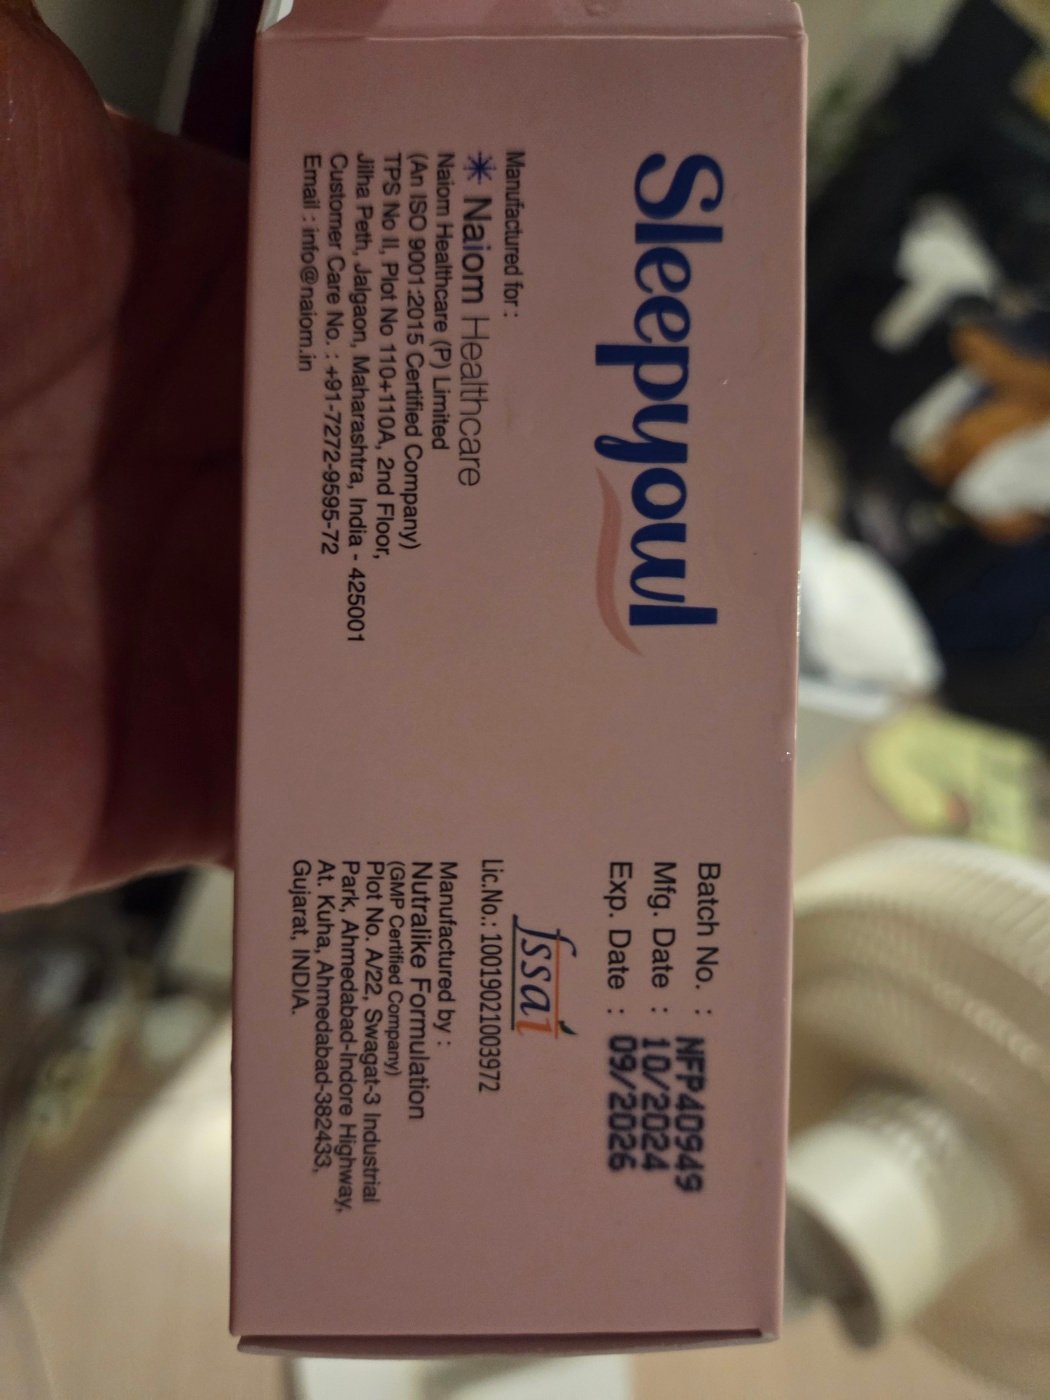 Sleepyowl
Manufactured for :
Naiom Healthcare
Naiom Healthcare (P) Limited
(An ISO 9001:2015 Certified Company)
TPS No II, Plot No 110+110A, 2nd Floor,
Jilha Peth, Jalgaon, Maharashtra, India - 425001
Customer Care No. : +91-7272-9595-72
Email : info@naiom.in
Batch No. : NFP40949
Mfg. Date : 10/2024
Exp. Date : 09/2026
fssai
Lic.No.: 10019021003972
Manufactured by :
Nutralike Formulation
(GMP Certified Company)
Plot No. A/22, Swagat-3 Industrial
Park, Ahmedabad-Indore Highway,
At. Kuha, Ahmedabad-382433,
Gujarat, INDIA.